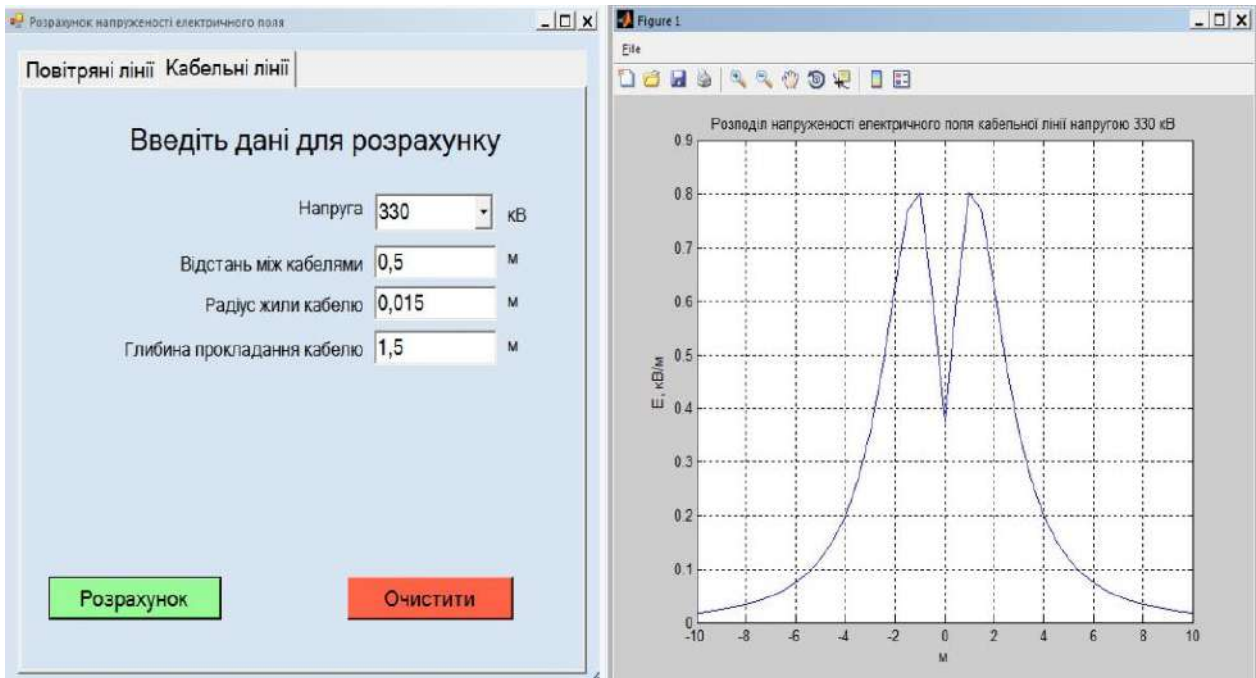 Розрахунок напруженості електричного поля
Повітряні лінії Кабельні лінії
Введіть дані для розрахунку
Напруга 330 кВ
Відстань між кабелями 0,5 м
Радіус жили кабелю 0,015 м
Глибина прокладання кабелю 1,5 м
Розрахунок Очистити
Figure 1
File
Розподіл напруженості електричного поля кабельної лінії напругою 330 кВ
0.9
0.8
0.7
0.6
0.5
0.4
0.3
0.2
0.1
0
E, кВ/м
-10 -8 -6 -4 -2 0 2 4 6 8 10
м